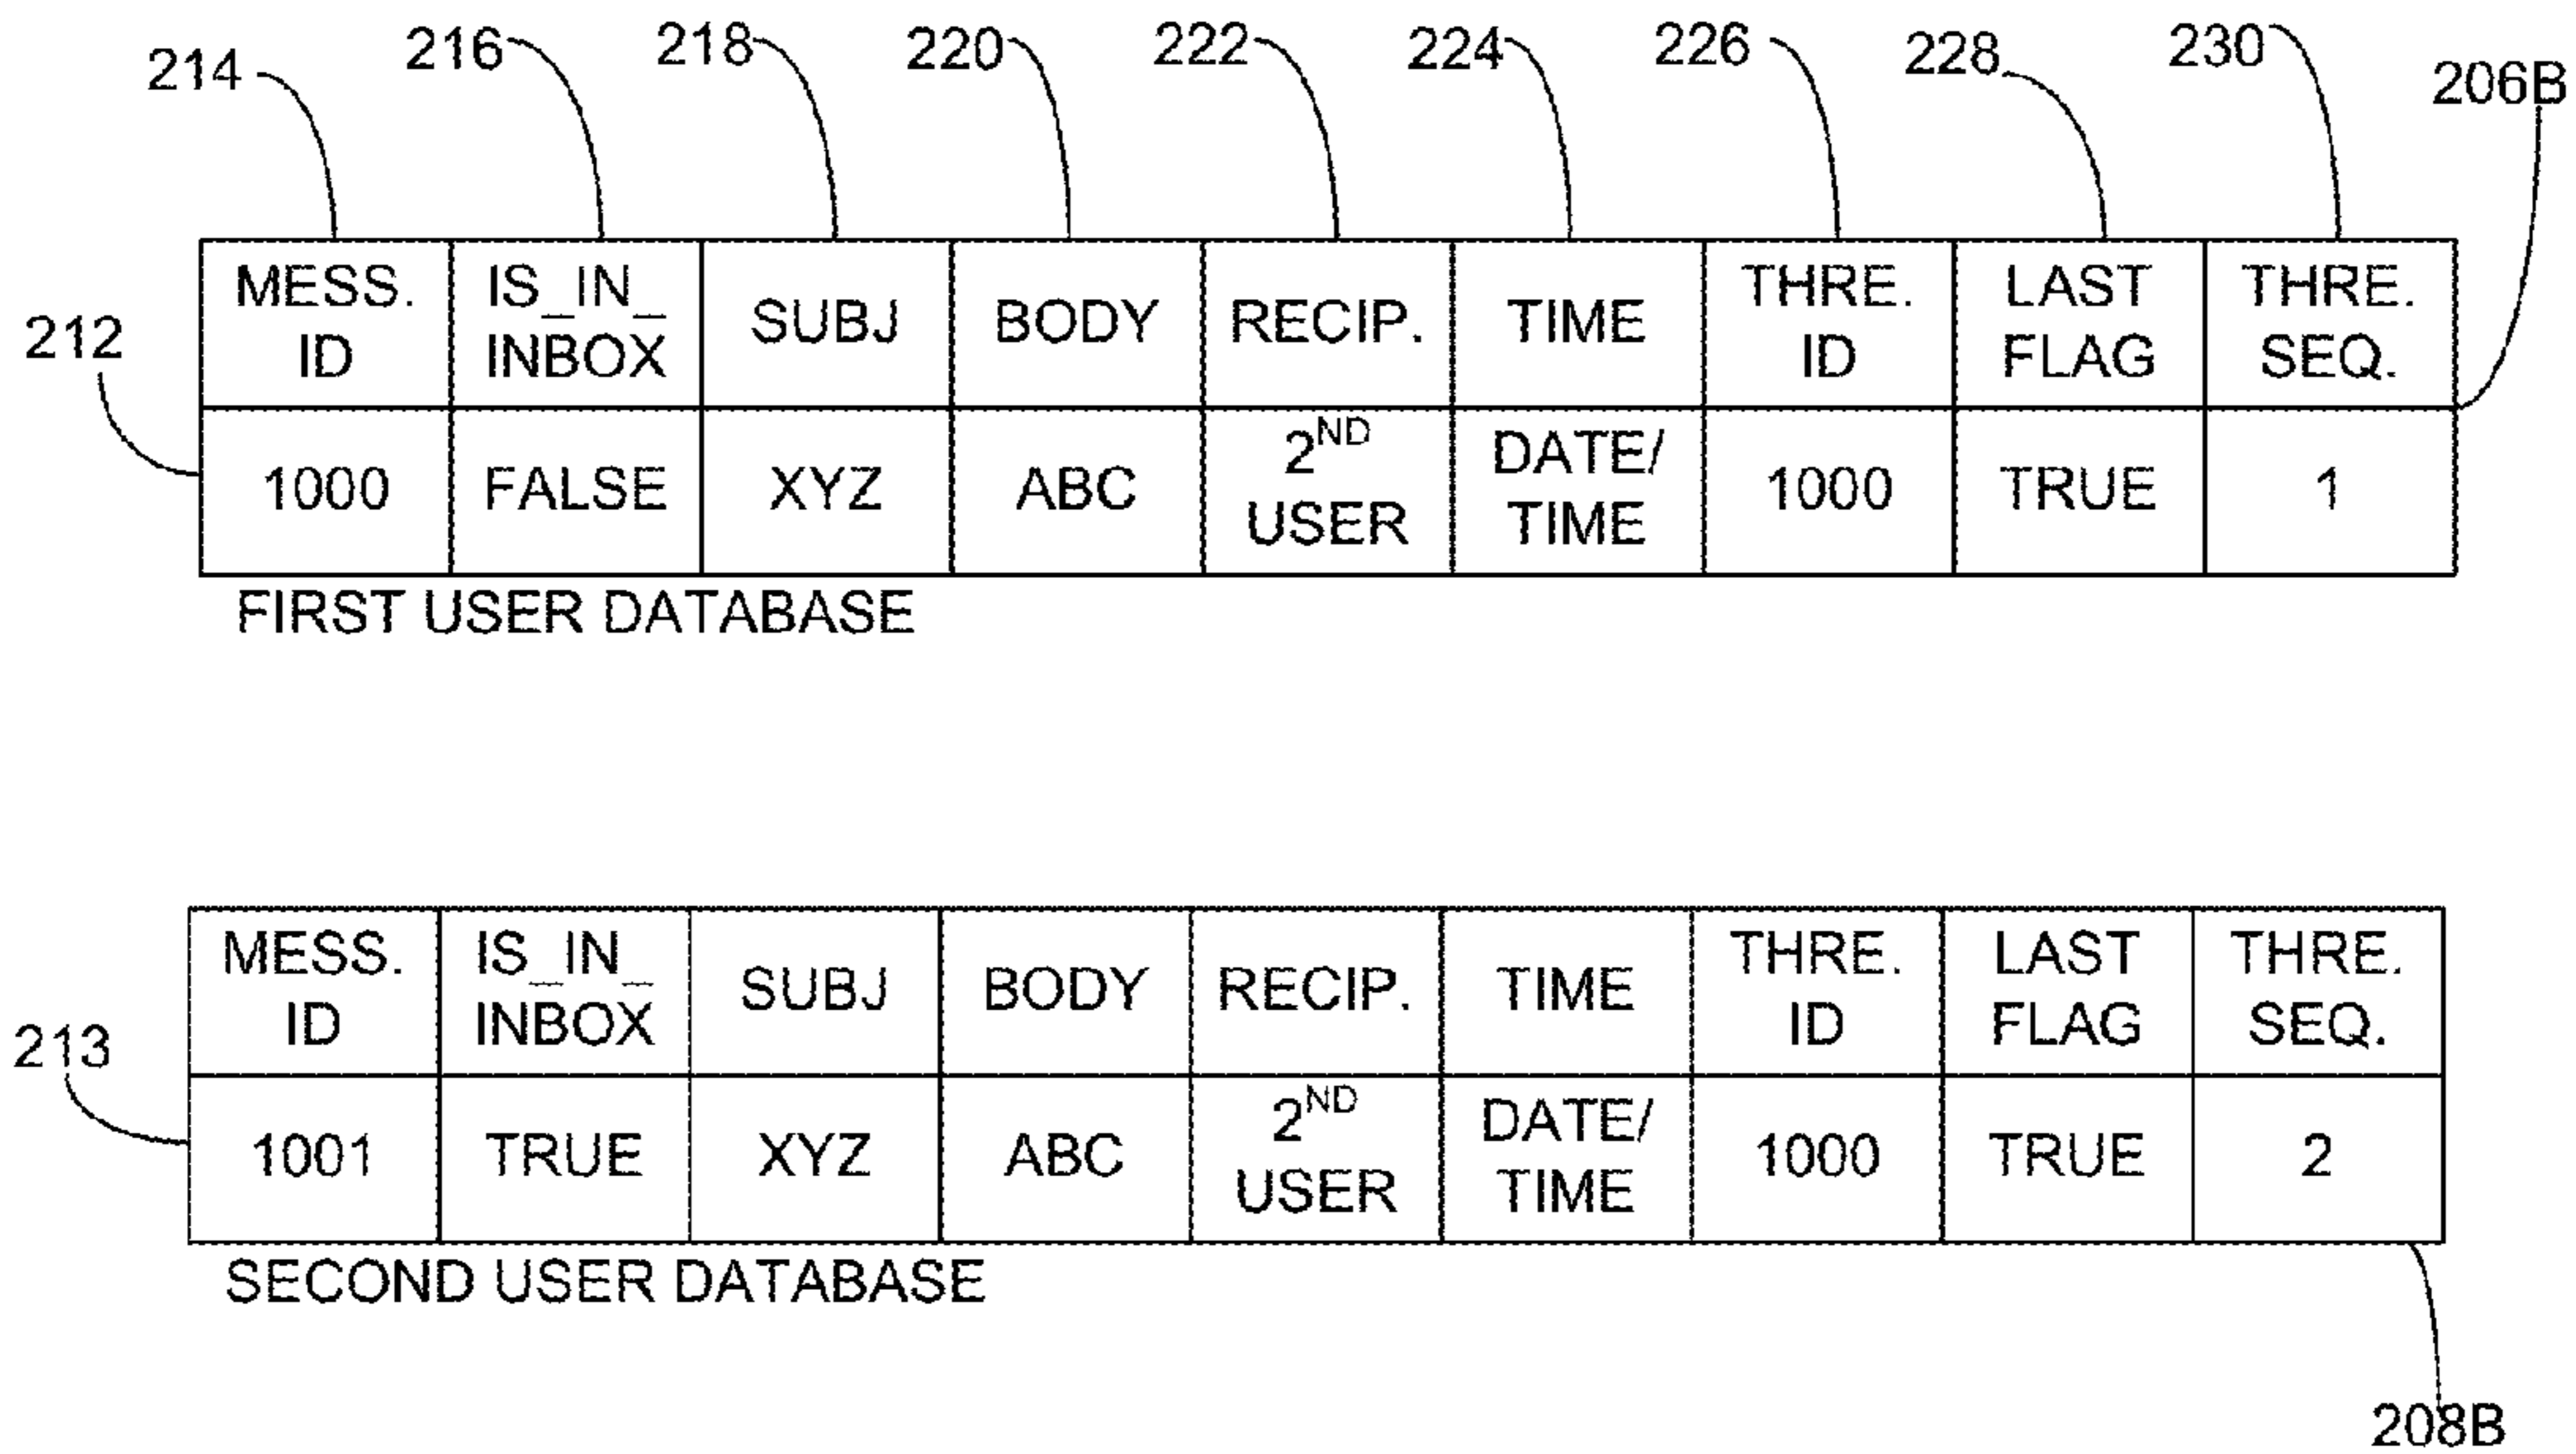 214 216 218 220 222 224 226 228 230 206B
MESS. IS_IN_ SUBJ BODY RECIP. TIME THRE. LAST THRE.
ID INBOX ID FLAG SEQ.
212
1000 FALSE XYZ ABC 2ND USER DATE/ TIME 1000 TRUE 1
FIRST USER DATABASE
MESS. IS_IN_ SUBJ BODY RECIP. TIME THRE. LAST THRE.
ID INBOX ID FLAG SEQ.
213
1001 TRUE XYZ ABC 2ND USER DATE/ TIME 1000 TRUE 2
SECOND USER DATABASE
208B